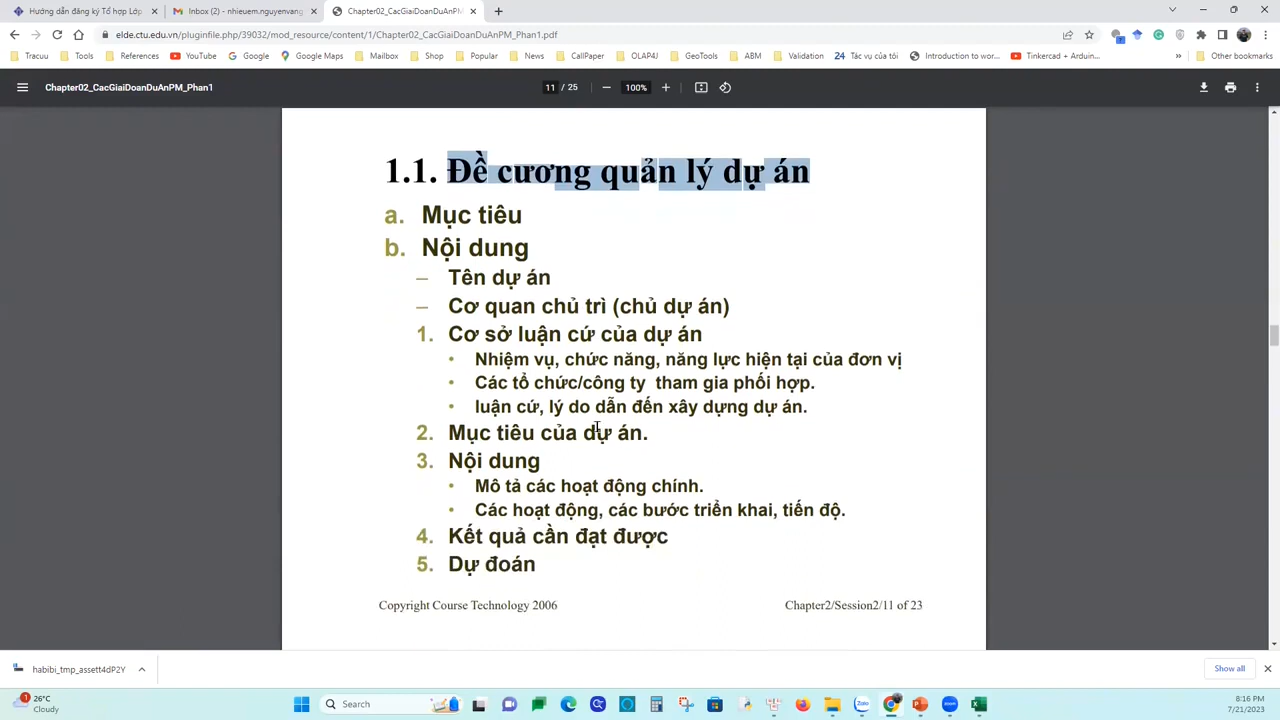 Hướng dẫn đăng ký Tổ hợp Lớp
Inbox (2) - nhieuem.nguyenvang
Chapter02_CacGiaiDoanDuAnPM_P
elde.ctu.edu.vn/pluginfile.php/39032/mod_resource/content/1/Chapter02_CacGiaiDoanDuAnPM_Phan1.pdf
Tracuu Tools References YouTube Google Google Maps Mailbox Shop Popular News CallPaper OLAP4J GeoTools ABM Validation 24 Tác vụ của tôi Introduction to wor... Tinkercad + Arduin... » Other bookmarks
Chapter02_CacGiaiDoanDuAnPM_Phan1 11 / 25 — 100% +
1.1. Đề cương quản lý dự án
a. Mục tiêu
b. Nội dung
– Tên dự án
– Cơ quan chủ trì (chủ dự án)
1. Cơ sở luận cứ của dự án
• Nhiệm vụ, chức năng, năng lực hiện tại của đơn vị
• Các tổ chức/công ty tham gia phối hợp.
• luận cứ, lý do dẫn đến xây dựng dự án.
2. Mục tiêu của dự án.
3. Nội dung
• Mô tả các hoạt động chính.
• Các hoạt động, các bước triển khai, tiến độ.
4. Kết quả cần đạt được
5. Dự đoán
Copyright Course Technology 2006
Chapter2/Session2/11 of 23
habibi_tmp_assett4dP2Y
Show all
1
26°C
Cloudy
Search
Zalo
zoom
8:16 PM
7/21/2023